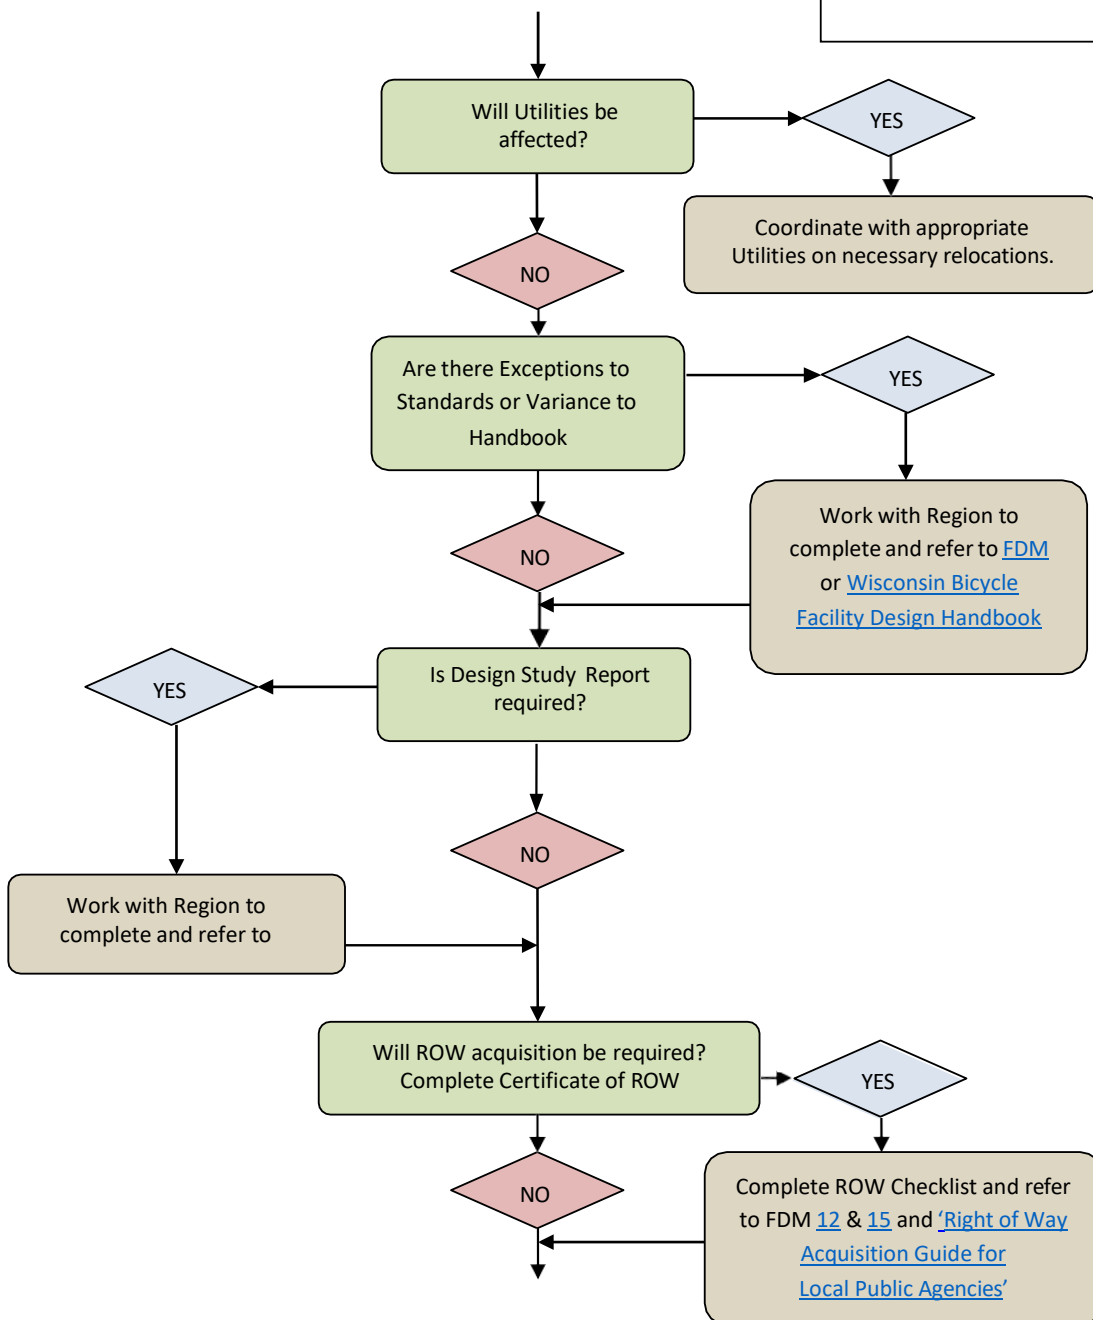 Will Utilities be
affected?
YES
Coordinate with appropriate
Utilities on necessary relocations.
NO
Are there Exceptions to
Standards or Variance to
Handbook
YES
Work with Region to
complete and refer to FDM
or Wisconsin Bicycle
Facility Design Handbook
NO
Is Design Study Report
required?
YES
NO
Work with Region to
complete and refer to
Will ROW acquisition be required?
Complete Certificate of ROW
YES
NO
Complete ROW Checklist and refer
to FDM 12 & 15 and ‘Right of Way
Acquisition Guide for
Local Public Agencies’